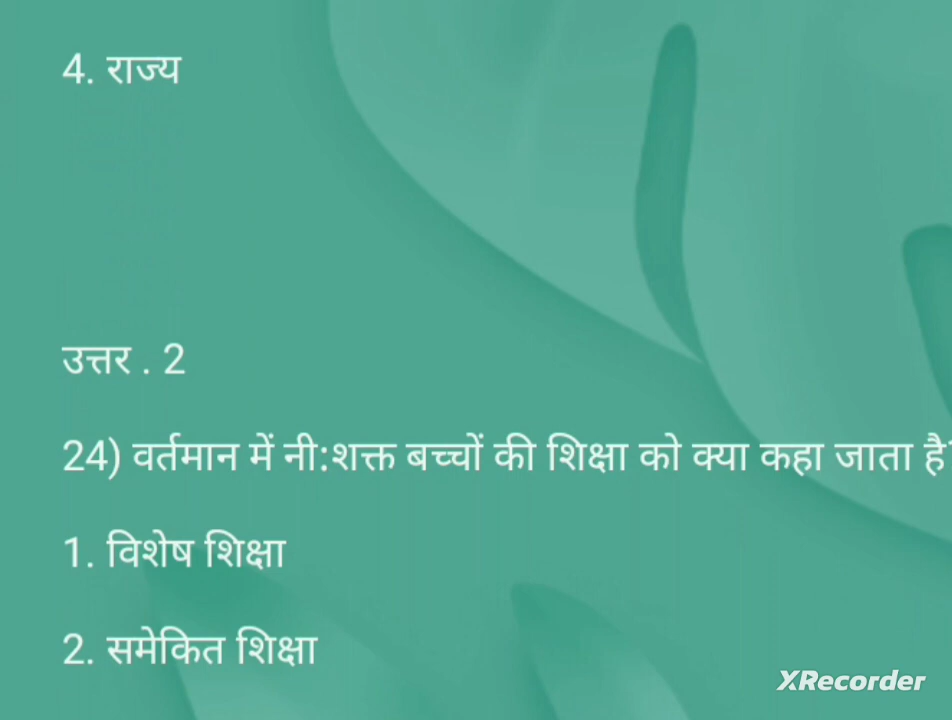 4. राज्य
उत्तर . 2
24) वर्तमान में नी:शक्त बच्चों की शिक्षा को क्या कहा जाता है?
1. विशेष शिक्षा
2. समेकित शिक्षा
XRecorder